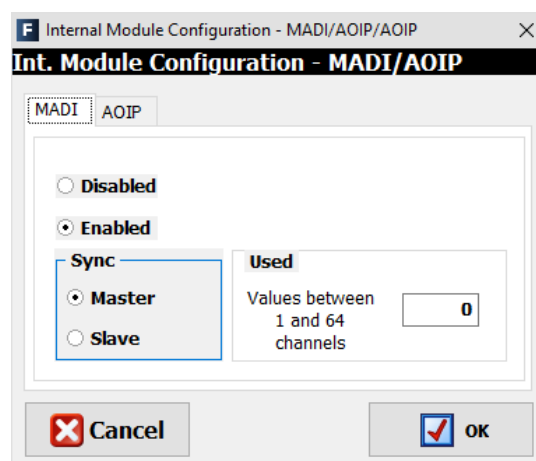 F Internal Module Configuration - MADI/AOIP/AOIP
Int. Module Configuration - MADI/AOIP
MADI AOIP
Disabled
Enabled
Sync
Master
Slave
Used
Values between
1 and 64
channels
0
Cancel
OK